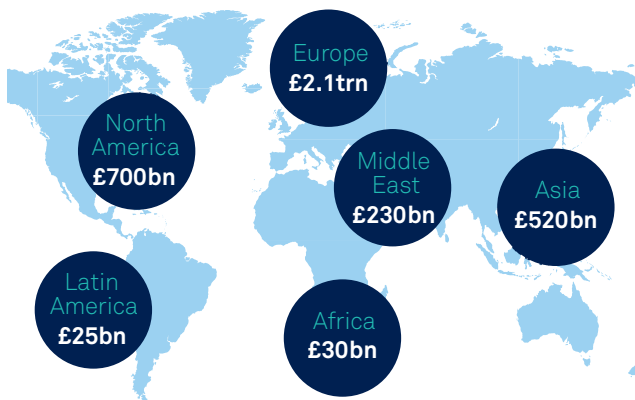 Europe
£2.1trn
North
America
£700bn
Middle
East
£230bn
Asia
£520bn
Latin
America
£25bn
Africa
£30bn